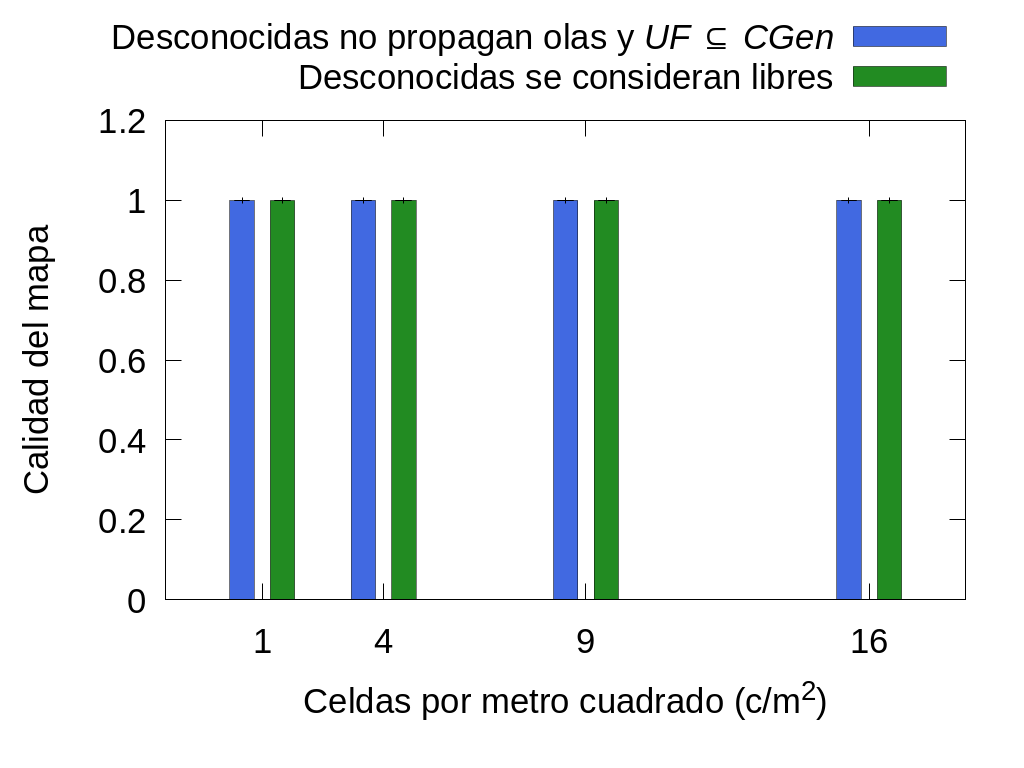 Desconocidas no propagan olas y UF ⊆ CGen
Desconocidas se consideran libres
1.2
1
0.8
0.6
0.4
0.2
0
Calidad del mapa
1 4 9 16
Celdas por metro cuadrado (c/m²)